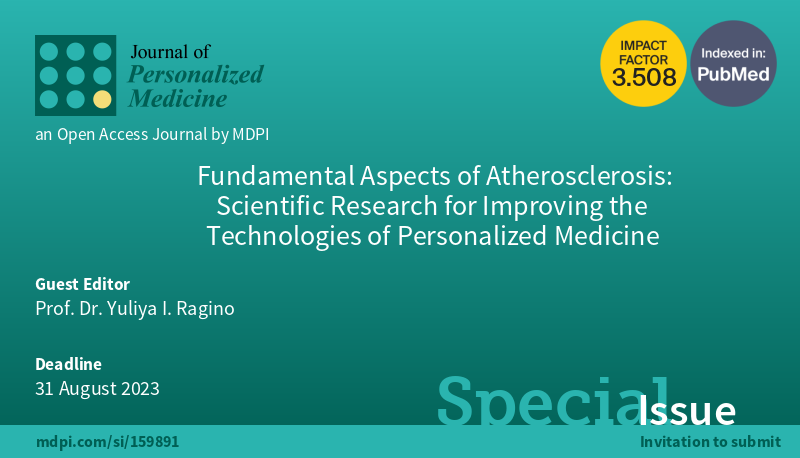 Journal of
Personalized
Medicine
an Open Access Journal by MDPI
IMPACT
FACTOR
3.508
Indexed in:
PubMed
Fundamental Aspects of Atherosclerosis:
Scientific Research for Improving the
Technologies of Personalized Medicine
Guest Editor
Prof. Dr. Yuliya I. Ragino
Deadline
31 August 2023
Special
Issue
mdpi.com/si/159891
Invitation to submit